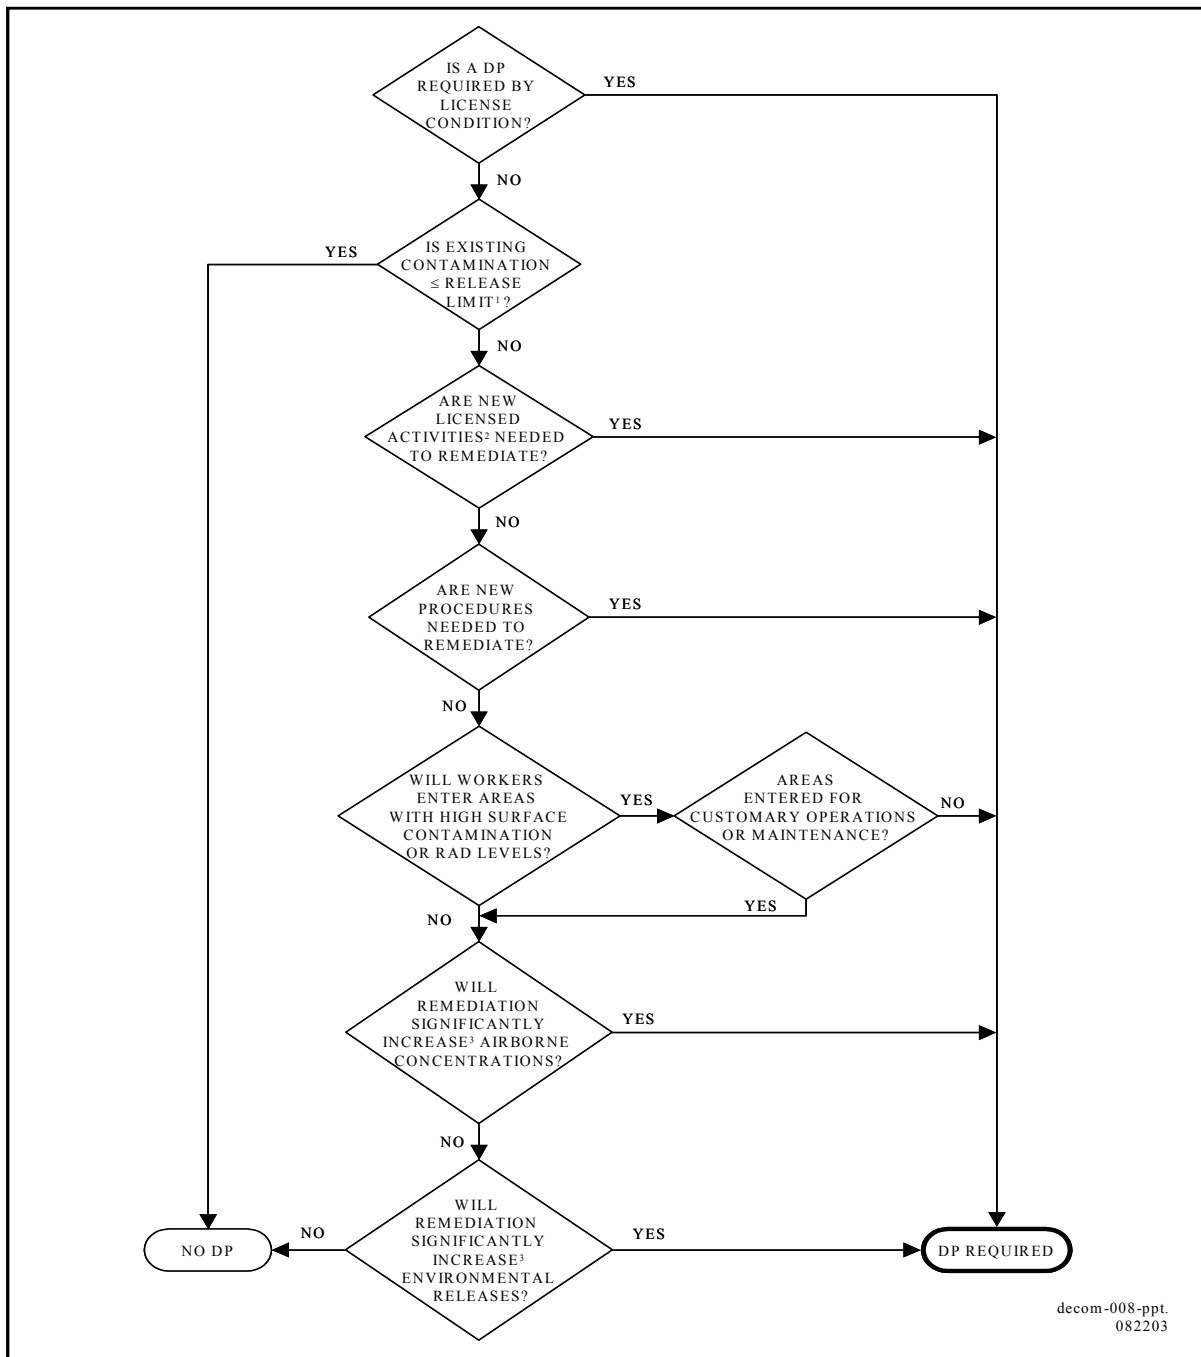 IS A DP
REQUIRED BY
LICENSE
CONDITION?
YES
NO
IS EXISTING
CONTAMINATION
≤ RELEASE
LIMIT¹?
YES
NO
ARE NEW
LICENSED
ACTIVITIES² NEEDED
TO REMEDIATE?
YES
NO
ARE NEW
PROCEDURES
NEEDED TO
REMEDIATE?
YES
NO
WILL WORKERS
ENTER AREAS
WITH HIGH SURFACE
CONTAMINATION
OR RAD LEVELS?
YES
AREAS
ENTERED FOR
CUSTOMARY OPERATIONS
OR MAINTENANCE?
NO
YES
NO
WILL
REMEDIATION
SIGNIFICANTLY
INCREASE³ AIRBORNE
CONCENTRATIONS?
YES
NO
WILL
REMEDIATION
SIGNIFICANTLY
INCREASE³
ENVIRONMENTAL
RELEASES?
NO
YES
NO DP
DP REQUIRED
decom-008-ppt.
082203